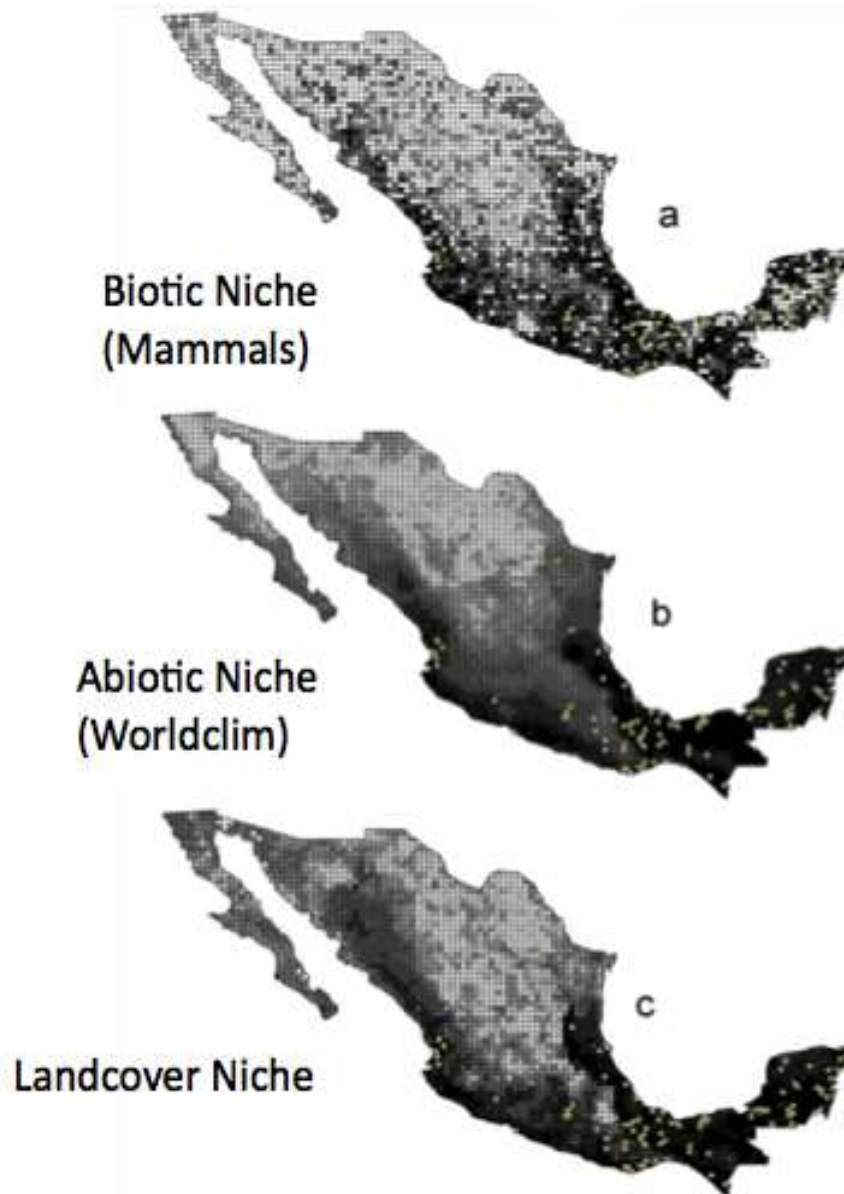 a
Biotic Niche
(Mammals)
b
Abiotic Niche
(Worldclim)
c
Landcover Niche